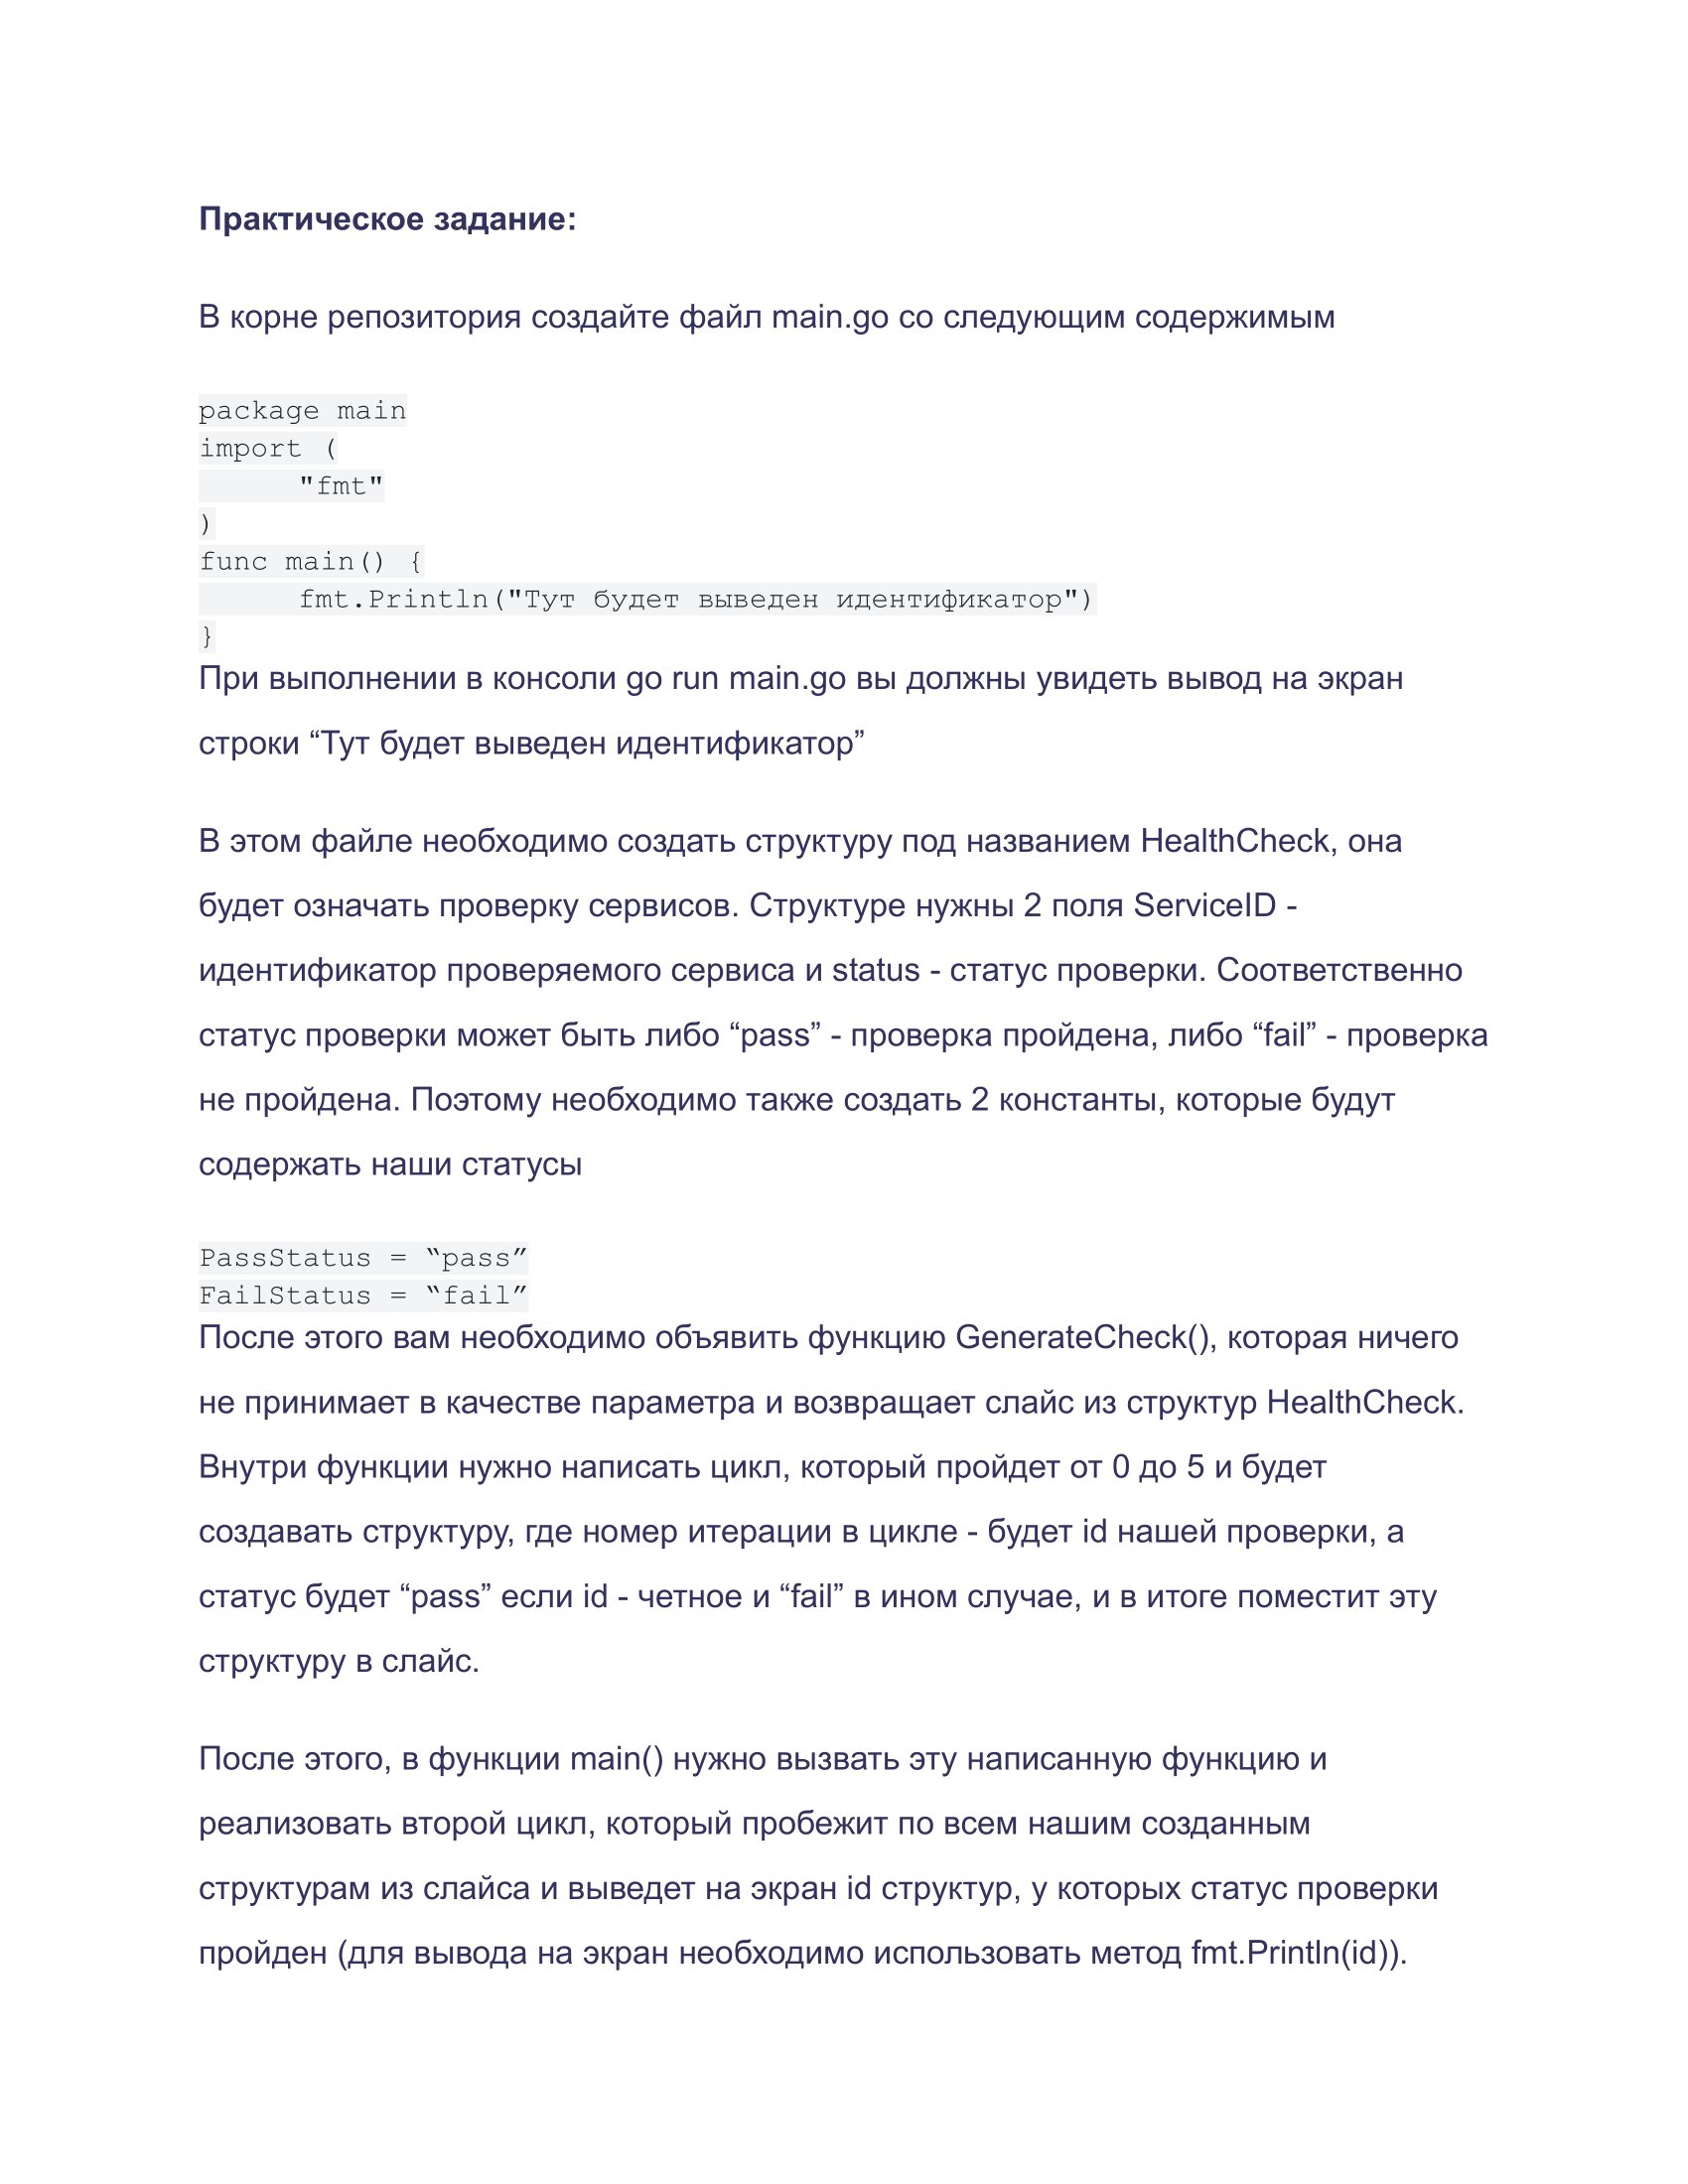 Практическое задание:
В корне репозитория создайте файл main.go со следующим содержимым
package main
import (
"fmt"
)
func main() {
fmt.Println("Тут будет выведен идентификатор")
}
При выполнении в консоли go run main.go вы должны увидеть вывод на экран
строки “Тут будет выведен идентификатор”
В этом файле необходимо создать структуру под названием HealthCheck, она
будет означать проверку сервисов. Структуре нужны 2 поля ServiceID -
идентификатор проверяемого сервиса и status - статус проверки. Соответственно
статус проверки может быть либо “pass” - проверка пройдена, либо “fail” - проверка
не пройдена. Поэтому необходимо также создать 2 константы, которые будут
содержать наши статусы
PassStatus = “pass”
FailStatus = “fail”
После этого вам необходимо объявить функцию GenerateCheck(), которая ничего
не принимает в качестве параметра и возвращает слайс из структур HealthCheck.
Внутри функции нужно написать цикл, который пройдет от 0 до 5 и будет
создавать структуру, где номер итерации в цикле - будет id нашей проверки, а
статус будет “pass” если id - четное и “fail” в ином случае, и в итоге поместит эту
структуру в слайс.
После этого, в функции main() нужно вызвать эту написанную функцию и
реализовать второй цикл, который пробежит по всем нашим созданным
структурам из слайса и выведет на экран id структур, у которых статус проверки
пройден (для вывода на экран необходимо использовать метод fmt.Println(id)).